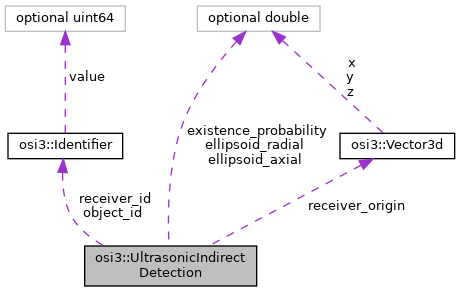 optional uint64
optional double
x
y
z
value
existence_probability
ellipsoid_radial
ellipsoid_axial
osi3::Identifier
osi3::Vector3d
receiver_id
object_id
receiver_origin
osi3::UltrasonicIndirect
Detection